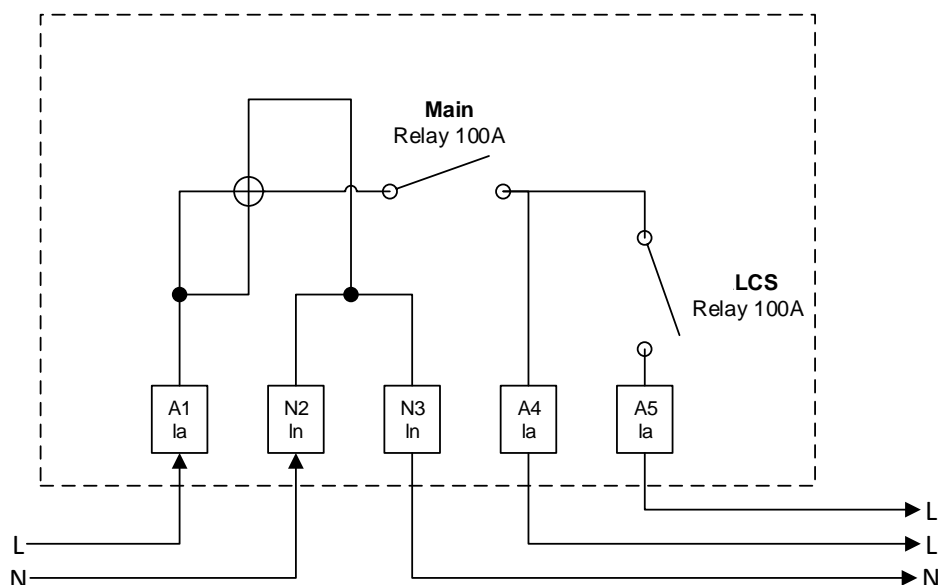 Main
Relay 100A
LCS
Relay 100A
A1
Ia
N2
In
N3
In
A4
Ia
A5
Ia
L
L
L
N
N